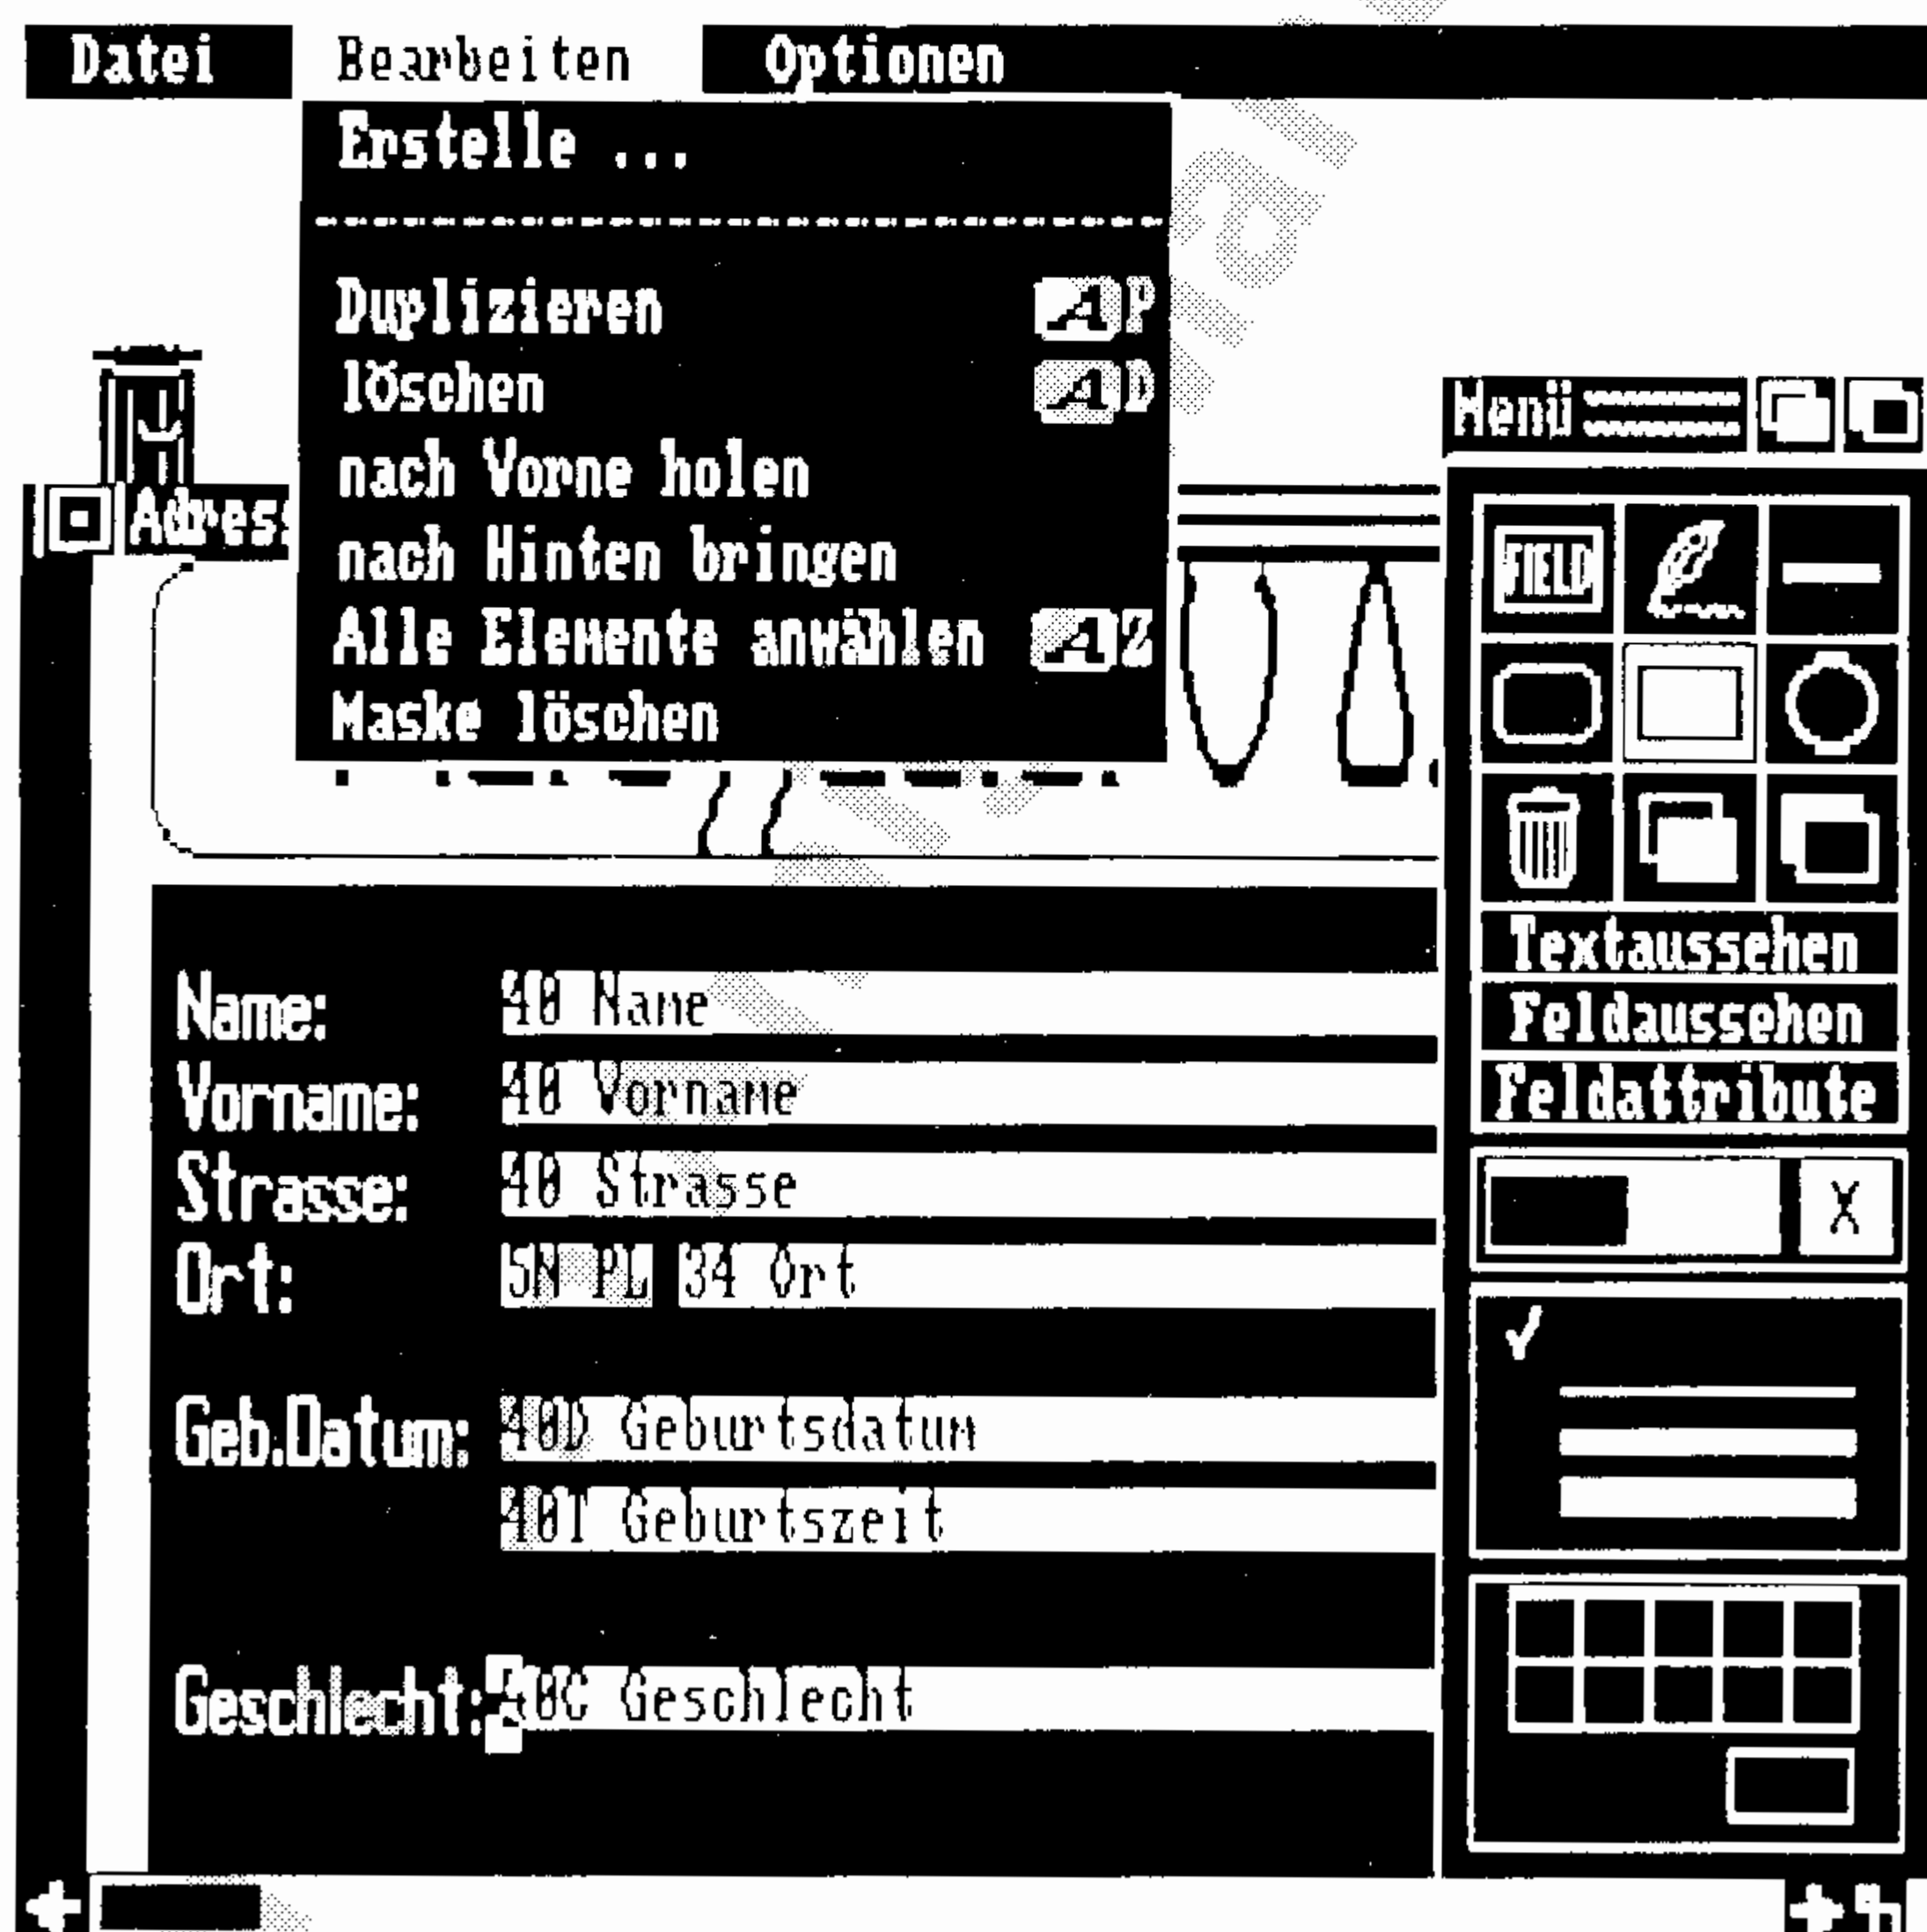 Datei Bearbeiten Optionen
Erstelle ...
Duplizieren A P
löschen A D
nach Vorne holen
nach Hinten bringen
Alle Elemente anwählen A Z
Maske löschen
Menü
FIELD
Textaussehen
Feldaussehen
Feldattribute
X
Name: 40 Name
Vorname: 40 Vorname
Strasse: 40 Strasse
Ort: 5N PL 34 Ort
Geb.Datum: 40D Geburtsdatum
40T Geburtszeit
Geschlecht: 40C Geschlecht